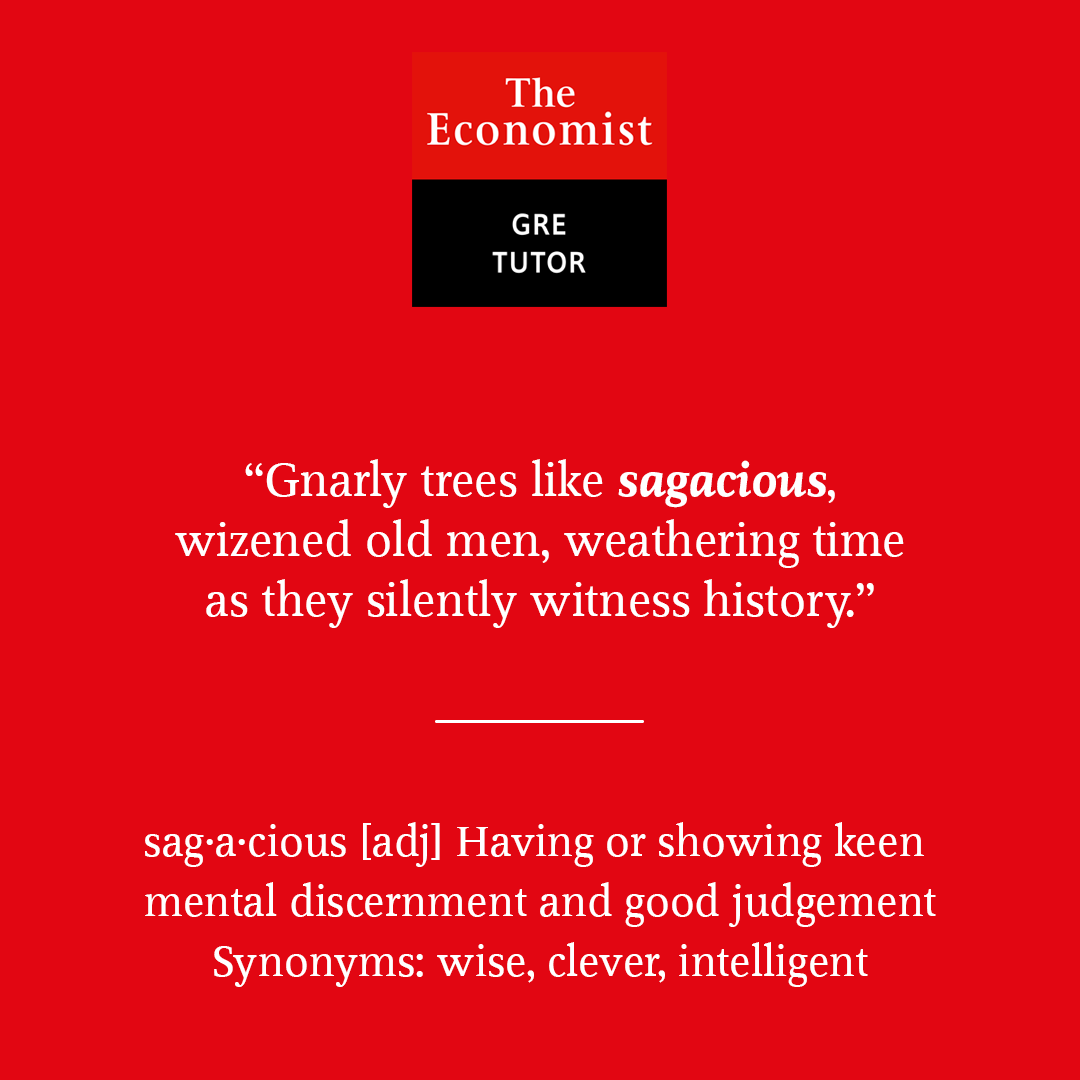 The
Economist
GRE
TUTOR
“Gnarly trees like sagacious,
wizened old men, weathering time
as they silently witness history.”
sag·a·cious [adj] Having or showing keen
mental discernment and good judgement
Synonyms: wise, clever, intelligent